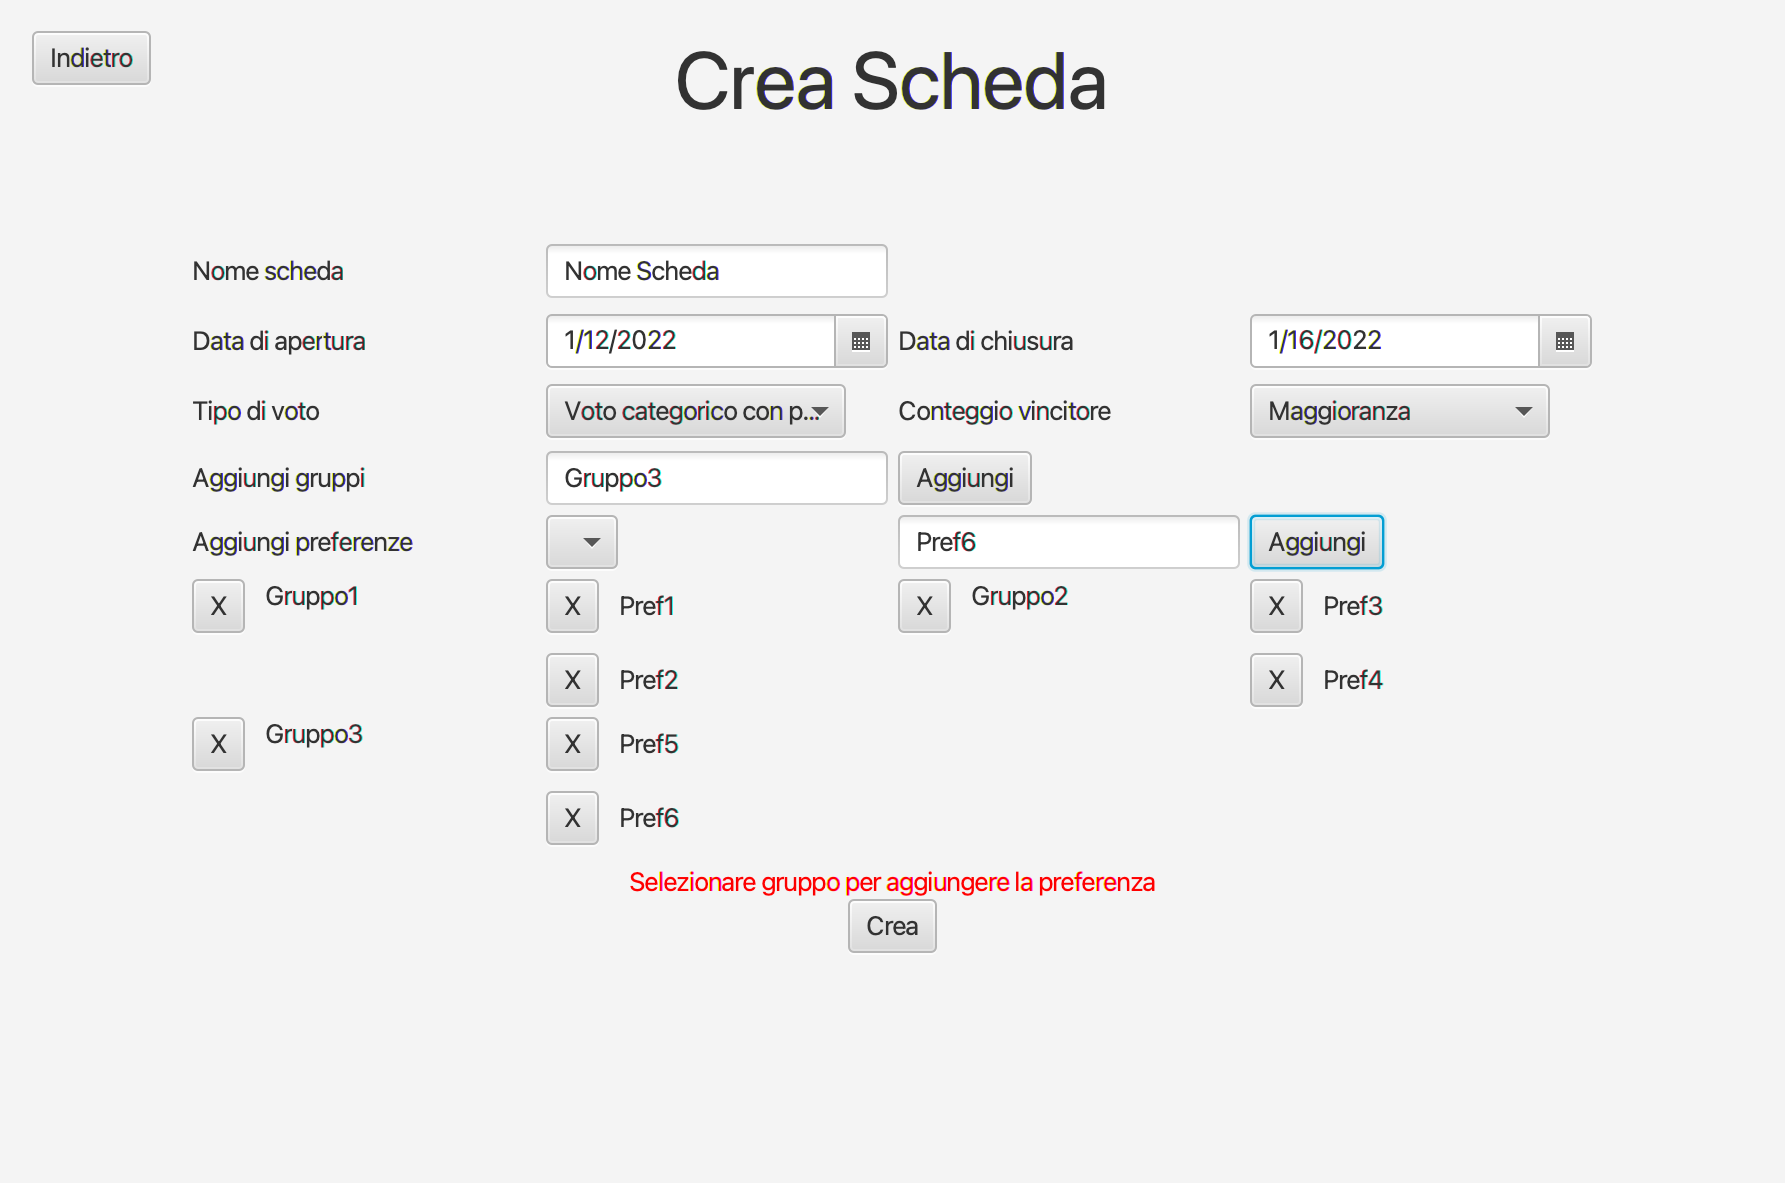 Indietro
Crea Scheda
Nome scheda Nome Scheda
Data di apertura 1/12/2022 Data di chiusura 1/16/2022
Tipo di voto Voto categorico con p... Conteggio vincitore Maggioranza
Aggiungi gruppi Gruppo3 Aggiungi
Aggiungi preferenze Pref6 Aggiungi
X Gruppo1 X Pref1 X Gruppo2 X Pref3
X Pref2 X Pref4
X Gruppo3 X Pref5
X Pref6
Selezionare gruppo per aggiungere la preferenza
Crea